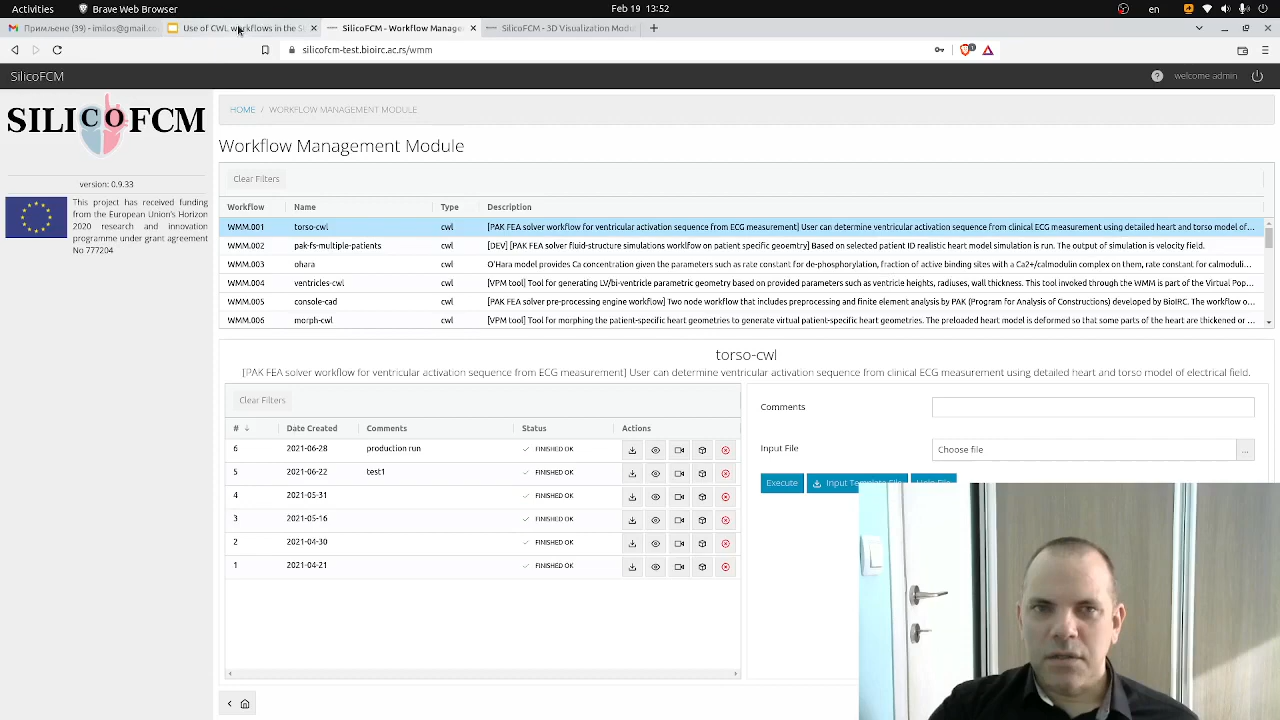 Activities
Brave Web Browser
Feb 19 13:52
en
Примљене (39) - imilos@gmail.co
Use of CWL workflows in the S
SilicoFCM - Workflow Manage
SilicoFCM - 3D Visualization Modu
silicofcm-test.bioirc.ac.rs/wmm
SilicoFCM
welcome admin
SILICOFCM
HOME / WORKFLOW MANAGEMENT MODULE
Workflow Management Module
version: 0.9.33
This project has received funding
from the European Union's Horizon
2020 research and innovation
programme under grant agreement
No 777204
Clear Filters
Workflow Name Type Description
WMM.001 torso-cwl cwl [PAK FEA solver workflow for ventricular activation sequence from ECG measurement] User can determine ventricular activation sequence from clinical ECG measurement using detailed heart and torso model of...
WMM.002 pak-fs-multiple-patients cwl [DEV] [PAK FEA solver fluid-structure simulations worklfow on patient specific geometry] Based on selected patient ID realistic heart model simulation is run. The output of simulation is velocity field.
WMM.003 ohara cwl O'Hara model provides Ca concentration given the parameters such as rate constant for de-phosphorylation, fraction of active binding sites with a Ca2+/calmodulin complex on them, rate constant for calmoduli...
WMM.004 ventricles-cwl cwl [VPM tool] Tool for generating LV/bi-ventricle parametric geometry based on provided parameters such as ventricle heights, radiuses, wall thickness. This tool invoked through the WMM is part of the Virtual Pop...
WMM.005 console-cad cwl [PAK FEA solver pre-processing engine workflow] Two node workflow that includes preprocessing and finite element analysis by PAK (Program for Analysis of Constructions) developed by BioIRC. The workflow o...
WMM.006 morph-cwl cwl [VPM tool] Tool for morphing the patient-specific heart geometries to generate virtual patient-specific heart geometries. The preloaded heart model is deformed so that some parts of the heart are thickened or ...
torso-cwl
[PAK FEA solver workflow for ventricular activation sequence from ECG measurement] User can determine ventricular activation sequence from clinical ECG measurement using detailed heart and torso model of electrical field.
Clear Filters
# Date Created Comments Status Actions
6 2021-06-28 production run FINISHED OK
5 2021-06-22 test1 FINISHED OK
4 2021-05-31 FINISHED OK
3 2021-05-16 FINISHED OK
2 2021-04-30 FINISHED OK
1 2021-04-21 FINISHED OK
Comments
Input File Choose file ...
Execute Input Template File Help File